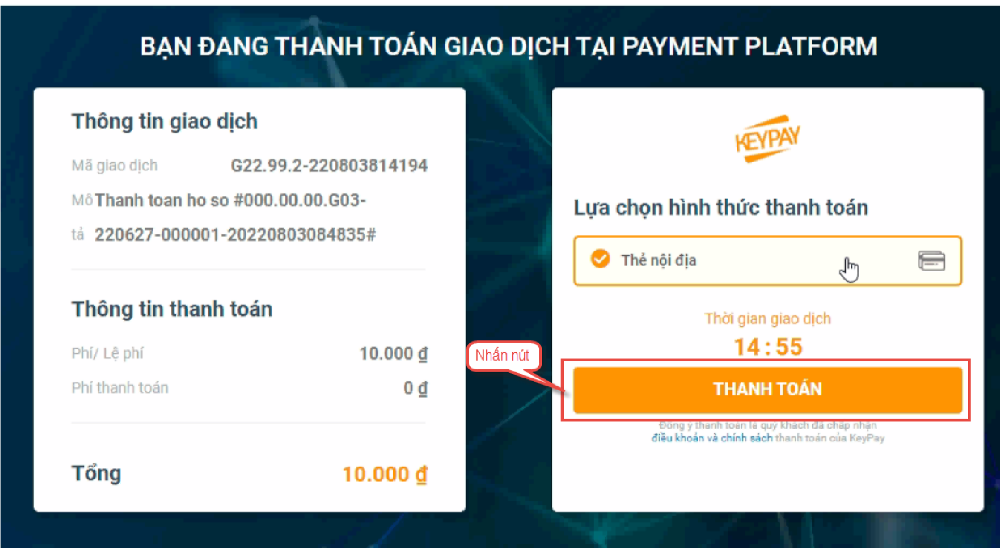 BẠN ĐANG THANH TOÁN GIAO DỊCH TẠI PAYMENT PLATFORM
Thông tin giao dịch
Mã giao dịch G22.99.2-220803814194
Mô Thanh toan ho so #000.00.00.G03-
tả 220627-000001-20220803084835#
Thông tin thanh toán
Phí/ Lệ phí 10.000 ₫
Phí thanh toán 0 ₫
Tổng 10.000 ₫
KEYPAY
Lựa chọn hình thức thanh toán
Thẻ nội địa
Thời gian giao dịch
14 : 55
Nhấn nút
THANH TOÁN
Đồng ý thanh toán là quý khách đã chấp nhận
điều khoản và chính sách thanh toán của KeyPay